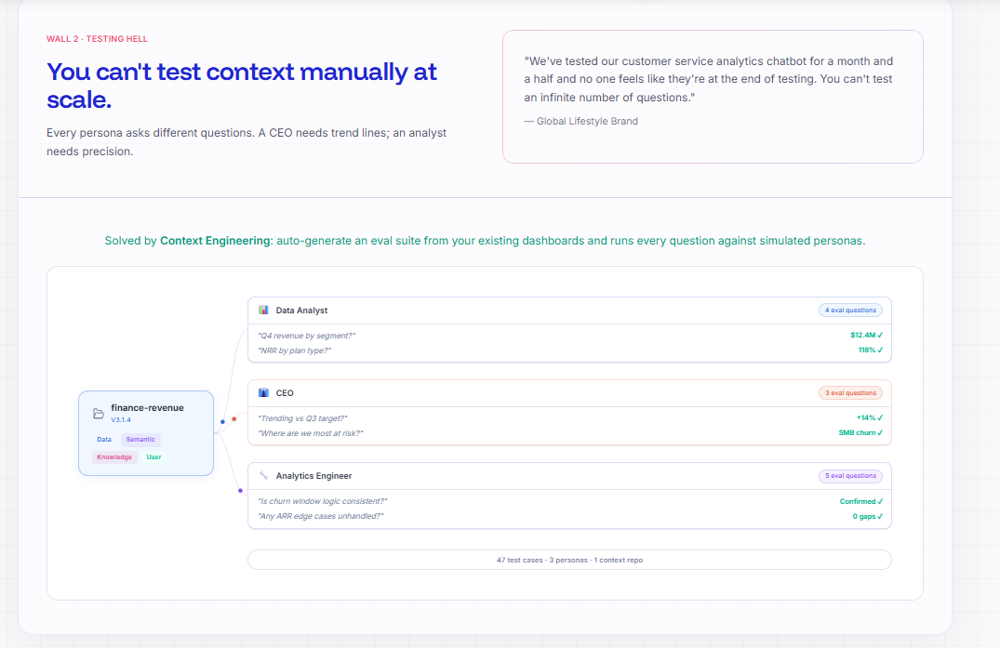 WALL 2 · TESTING HELL
You can't test context manually at
scale.
Every persona asks different questions. A CEO needs trend lines; an analyst
needs precision.
"We've tested our customer service analytics chatbot for a month and
a half and no one feels like they're at the end of testing. You can't test
an infinite number of questions."
— Global Lifestyle Brand
Solved by Context Engineering: auto-generate an eval suite from your existing dashboards and runs every question against simulated personas.
finance-revenue
V3.1.4
Data Semantic
Knowledge User
Data Analyst 4 eval questions
"Q4 revenue by segment?" $12.4M ✓
"NRR by plan type?" 118% ✓
CEO 3 eval questions
"Trending vs Q3 target?" +14% ✓
"Where are we most at risk?" SMB churn ✓
Analytics Engineer 5 eval questions
"Is churn window logic consistent?" Confirmed ✓
"Any ARR edge cases unhandled?" 0 gaps ✓
47 test cases · 3 personas · 1 context repo